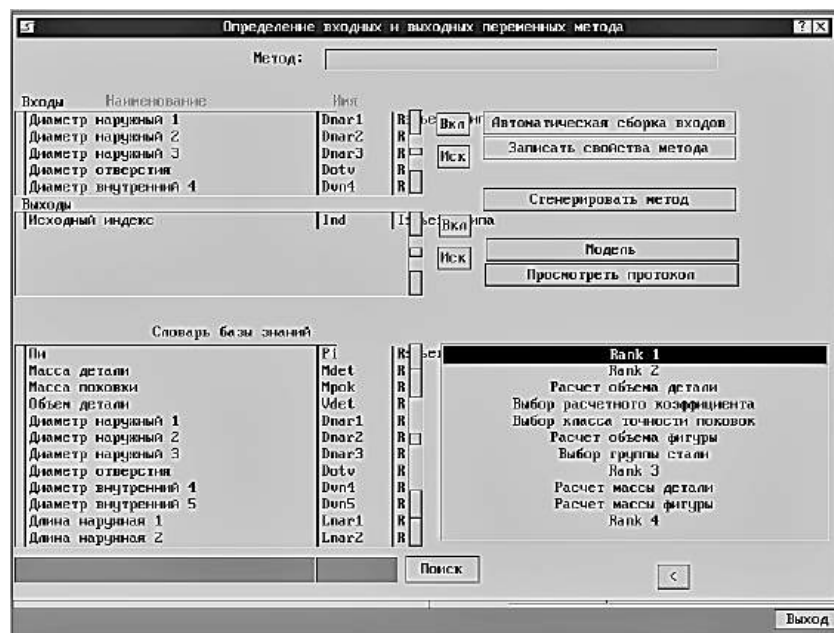 Определение входных и выходных переменных метода ? X
Метод:
Входы Наименование Имя
Диаметр наружный 1 Dnar1 R
Диаметр наружный 2 Dnar2 R
Диаметр наружный 3 Dnar3 R
Диаметр отверстия Dotv R
Диаметр внутренний 4 Dvn4 R
Вкл
Иск
Автоматическая сборка входов
Записать свойства метода
Сгенерировать метод
Выходы
Исходный индекс Ind I
Вкл
Иск
Модель
Просмотреть протокол
Словарь базы знаний
Пи Pi R
Масса детали Mdet R
Масса поковки Mpok R
Объем детали Vdet R
Диаметр наружный 1 Dnar1 R
Диаметр наружный 2 Dnar2 R
Диаметр наружный 3 Dnar3 R
Диаметр отверстия Dotv R
Диаметр внутренний 4 Dvn4 R
Диаметр внутренний 5 Dvn5 R
Длина наружная 1 Lnar1 R
Длина наружная 2 Lnar2 R
Rank 1
Rank 2
Расчет объема детали
Выбор расчетного коэффициента
Выбор класса точности поковок
Расчет объема фигуры
Выбор группы стали
Rank 3
Расчет массы детали
Расчет массы фигуры
Rank 4
Поиск
<
Выход